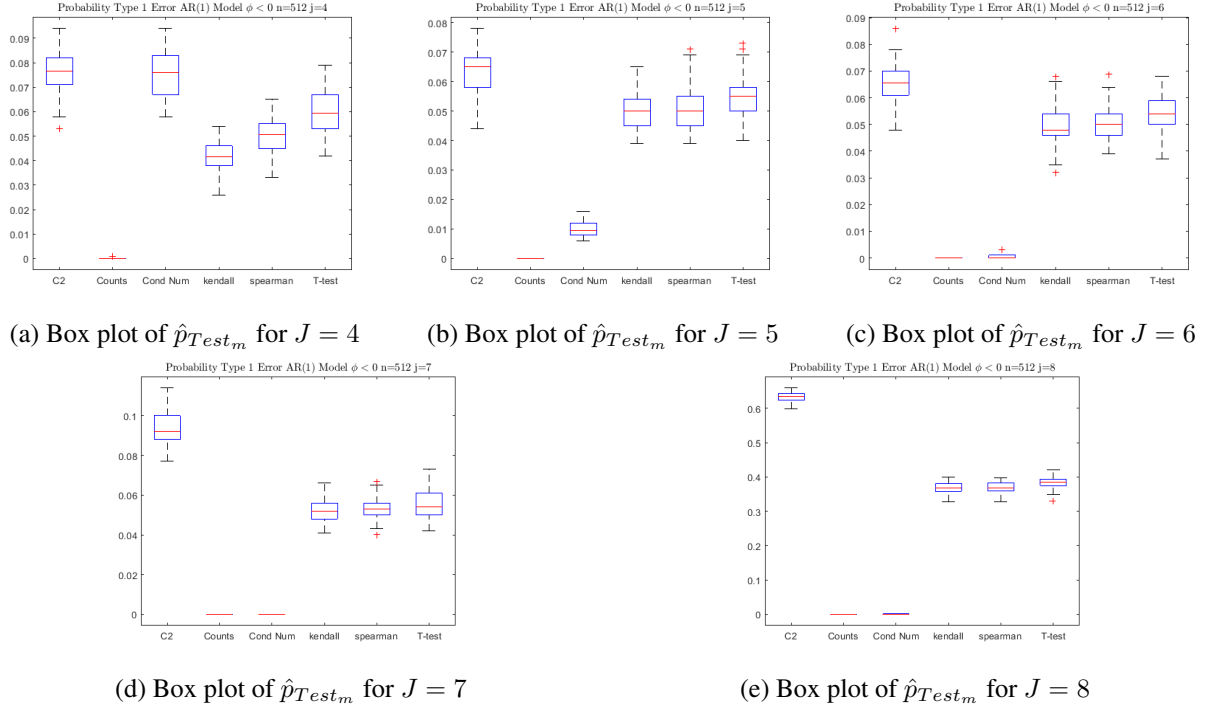 Probability Type 1 Error AR(1) Model ϕ < 0 n=512 j=4
0.09
0.08
0.07
0.06
0.05
0.04
0.03
0.02
0.01
0
C2 Counts Cond Num kendall spearman T-test
(a) Box plot of p̂_{Test_m} for J = 4
Probability Type 1 Error AR(1) Model ϕ < 0 n=512 j=5
0.08
0.07
0.06
0.05
0.04
0.03
0.02
0.01
0
C2 Counts Cond Num kendall spearman T-test
(b) Box plot of p̂_{Test_m} for J = 5
Probability Type 1 Error AR(1) Model ϕ < 0 n=512 j=6
0.09
0.08
0.07
0.06
0.05
0.04
0.03
0.02
0.01
0
C2 Counts Cond Num kendall spearman T-test
(c) Box plot of p̂_{Test_m} for J = 6
Probability Type 1 Error AR(1) Model ϕ < 0 n=512 j=7
0.1
0.08
0.06
0.04
0.02
0
C2 Counts Cond Num kendall spearman T-test
(d) Box plot of p̂_{Test_m} for J = 7
Probability Type 1 Error AR(1) Model ϕ < 0 n=512 j=8
0.6
0.5
0.4
0.3
0.2
0.1
0
C2 Counts Cond Num kendall spearman T-test
(e) Box plot of p̂_{Test_m} for J = 8